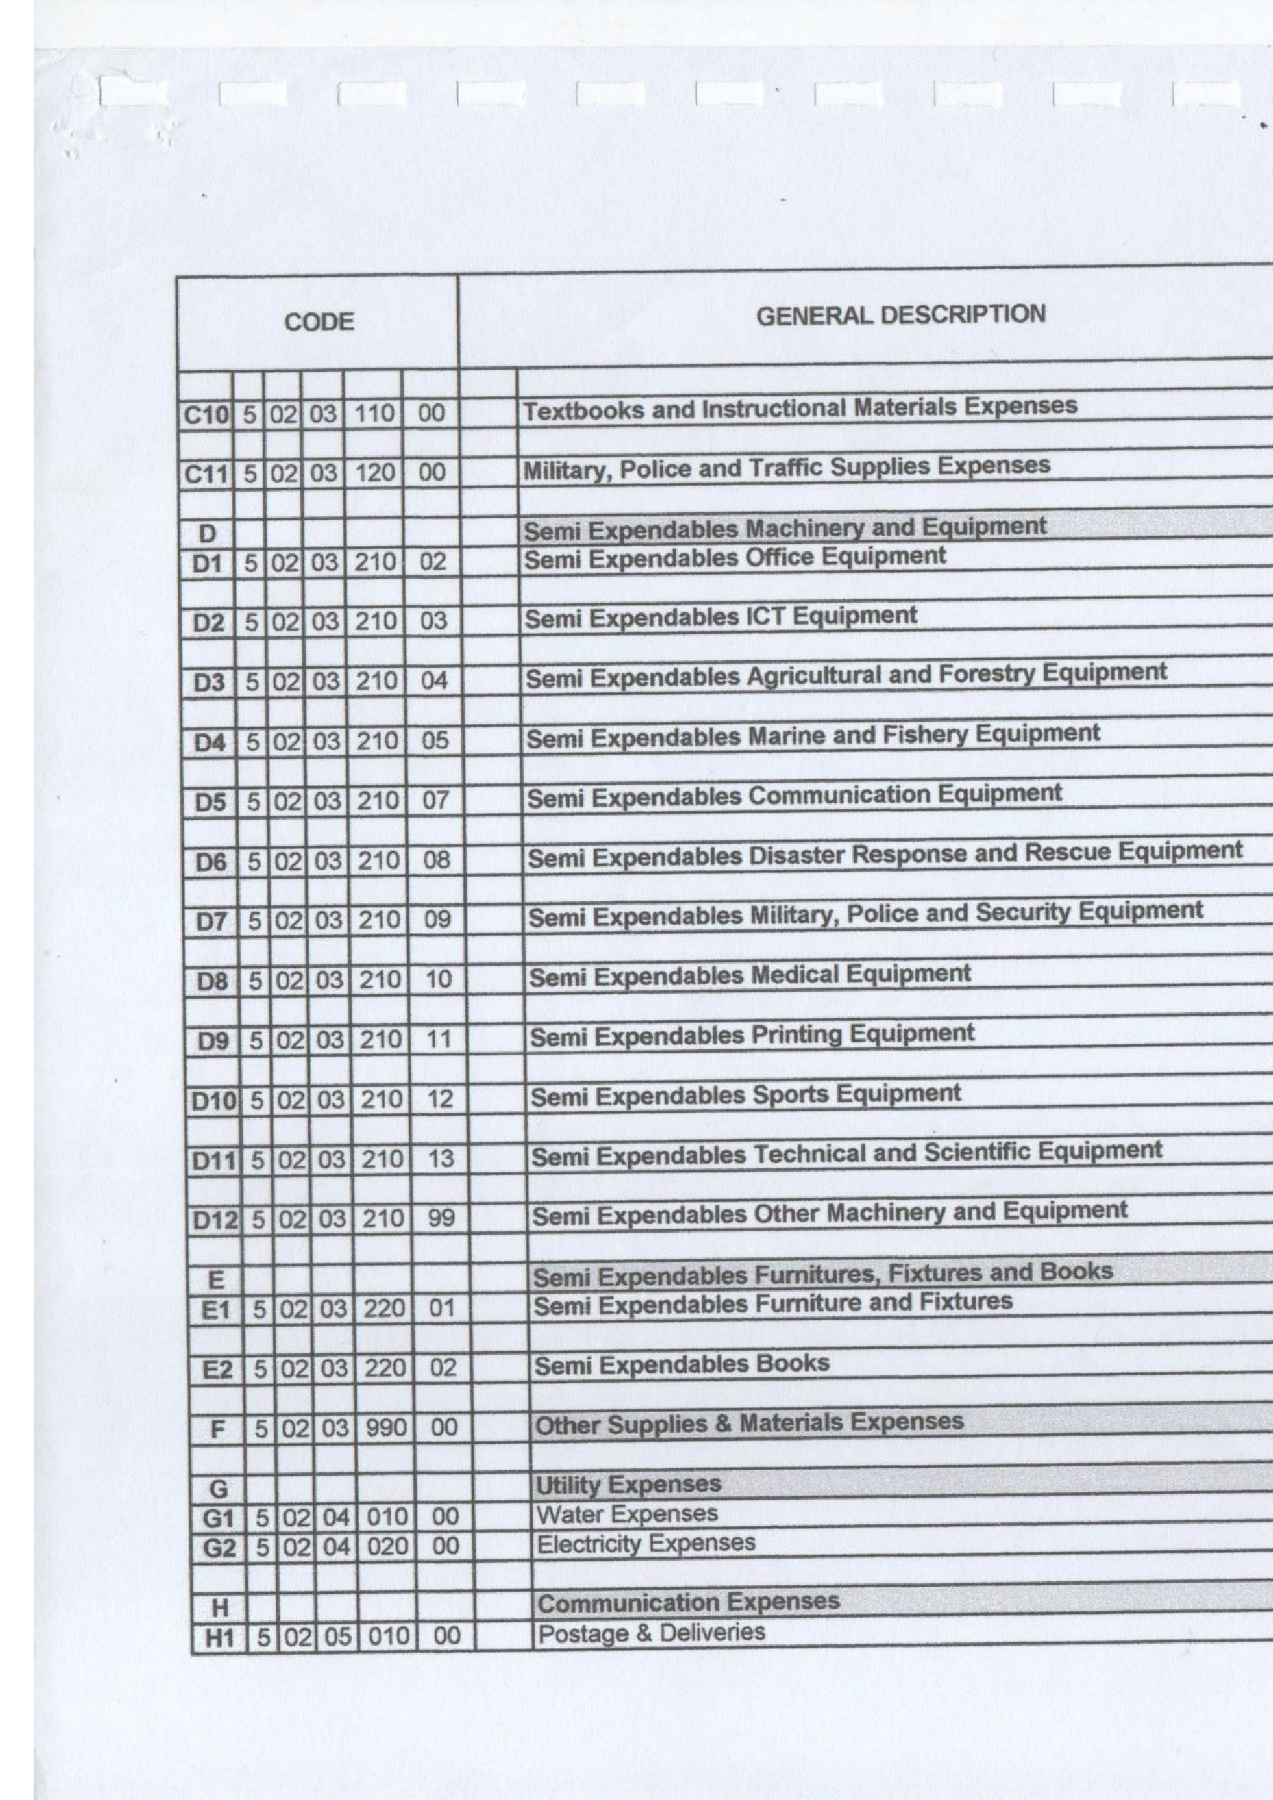 CODE GENERAL DESCRIPTION
C10 5 02 03 110 00 Textbooks and Instructional Materials Expenses
C11 5 02 03 120 00 Military, Police and Traffic Supplies Expenses
D Semi Expendables Machinery and Equipment
D1 5 02 03 210 02 Semi Expendables Office Equipment
D2 5 02 03 210 03 Semi Expendables ICT Equipment
D3 5 02 03 210 04 Semi Expendables Agricultural and Forestry Equipment
D4 5 02 03 210 05 Semi Expendables Marine and Fishery Equipment
D5 5 02 03 210 07 Semi Expendables Communication Equipment
D6 5 02 03 210 08 Semi Expendables Disaster Response and Rescue Equipment
D7 5 02 03 210 09 Semi Expendables Military, Police and Security Equipment
D8 5 02 03 210 10 Semi Expendables Medical Equipment
D9 5 02 03 210 11 Semi Expendables Printing Equipment
D10 5 02 03 210 12 Semi Expendables Sports Equipment
D11 5 02 03 210 13 Semi Expendables Technical and Scientific Equipment
D12 5 02 03 210 99 Semi Expendables Other Machinery and Equipment
E Semi Expendables Furnitures, Fixtures and Books
E1 5 02 03 220 01 Semi Expendables Furniture and Fixtures
E2 5 02 03 220 02 Semi Expendables Books
F 5 02 03 990 00 Other Supplies & Materials Expenses
G Utility Expenses
G1 5 02 04 010 00 Water Expenses
G2 5 02 04 020 00 Electricity Expenses
H Communication Expenses
H1 5 02 05 010 00 Postage & Deliveries